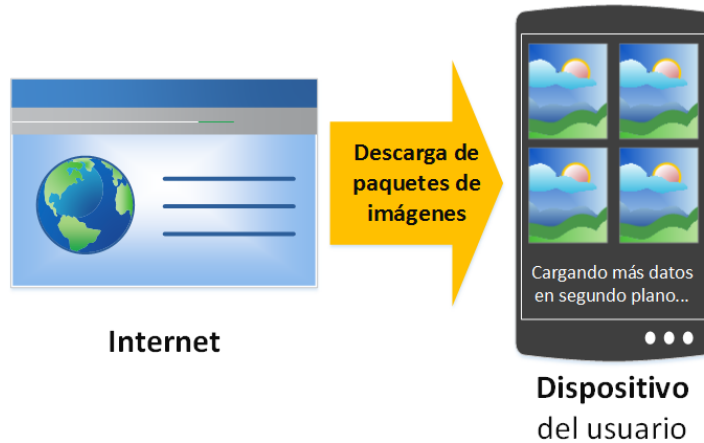 Descarga de
paquetes de
imágenes
Cargando más datos
en segundo plano...
Internet
Dispositivo
del usuario